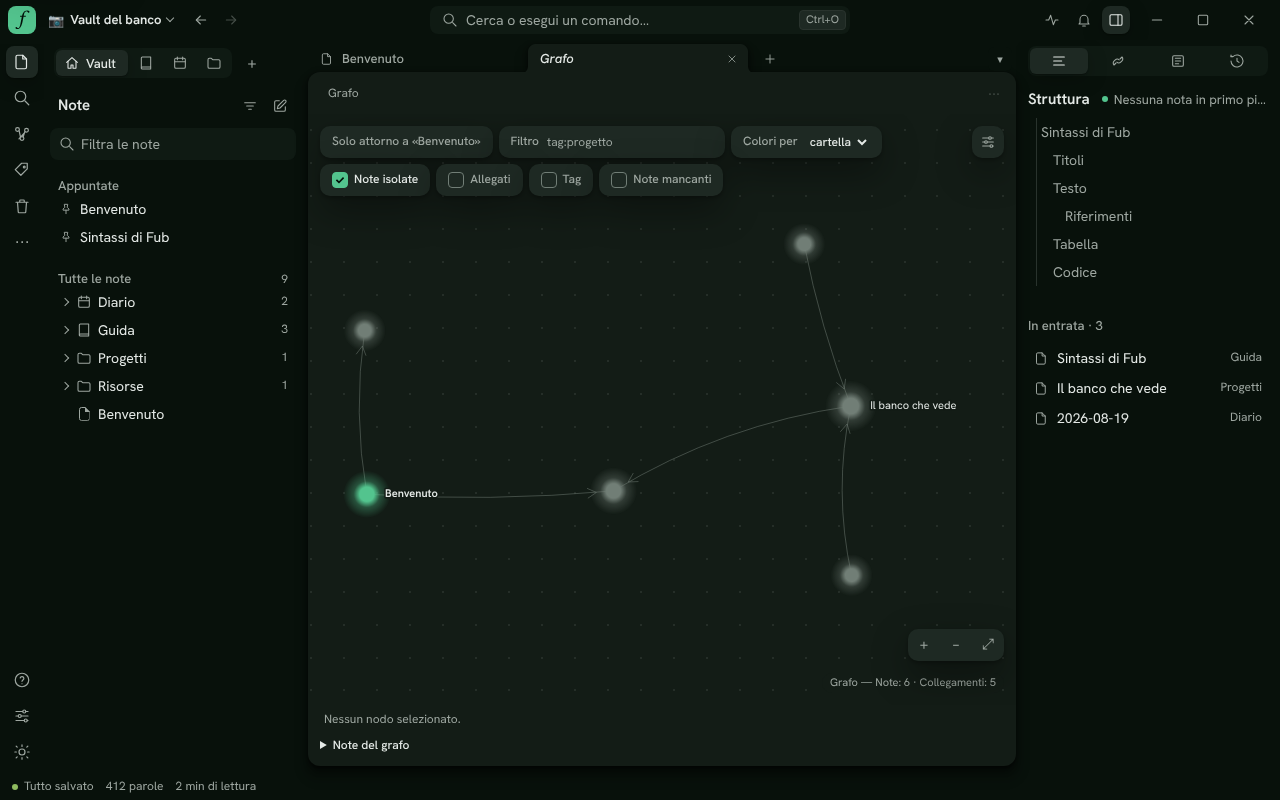 Vault del banco
Cerca o esegui un comando...
Ctrl+O
Vault
Note
Filtra le note
Appuntate
Benvenuto
Sintassi di Fub
Tutte le note 9
Diario 2
Guida 3
Progetti 1
Risorse 1
Benvenuto
Benvenuto
Grafo
Grafo
Solo attorno a «Benvenuto»
Filtro tag:progetto
Colori per cartella
Note isolate
Allegati
Tag
Note mancanti
Il banco che vede
Benvenuto
Grafo — Note: 6 · Collegamenti: 5
Nessun nodo selezionato.
Note del grafo
Struttura
Nessuna nota in primo pi...
Sintassi di Fub
Titoli
Testo
Riferimenti
Tabella
Codice
In entrata · 3
Sintassi di Fub Guida
Il banco che vede Progetti
2026-08-19 Diario
Tutto salvato 412 parole 2 min di lettura